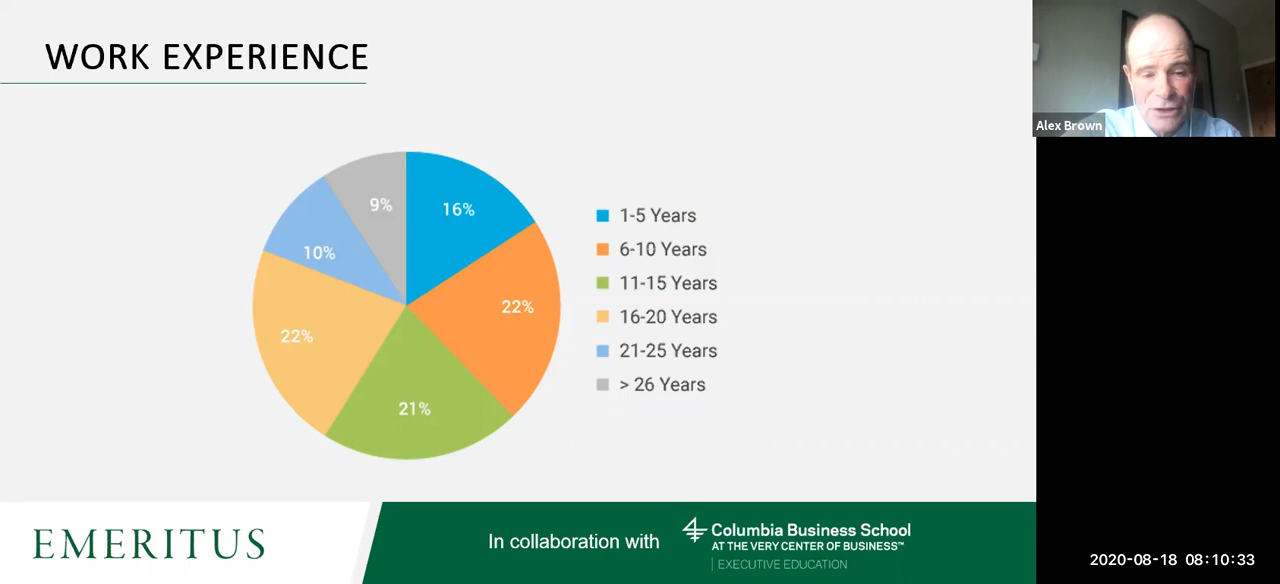 WORK EXPERIENCE
Alex Brown
9%
16%
10%
22%
22%
21%
1-5 Years
6-10 Years
11-15 Years
16-20 Years
21-25 Years
> 26 Years
EMERITUS
In collaboration with
Columbia Business School
AT THE VERY CENTER OF BUSINESS™
EXECUTIVE EDUCATION
2020-08-18 08:10:33